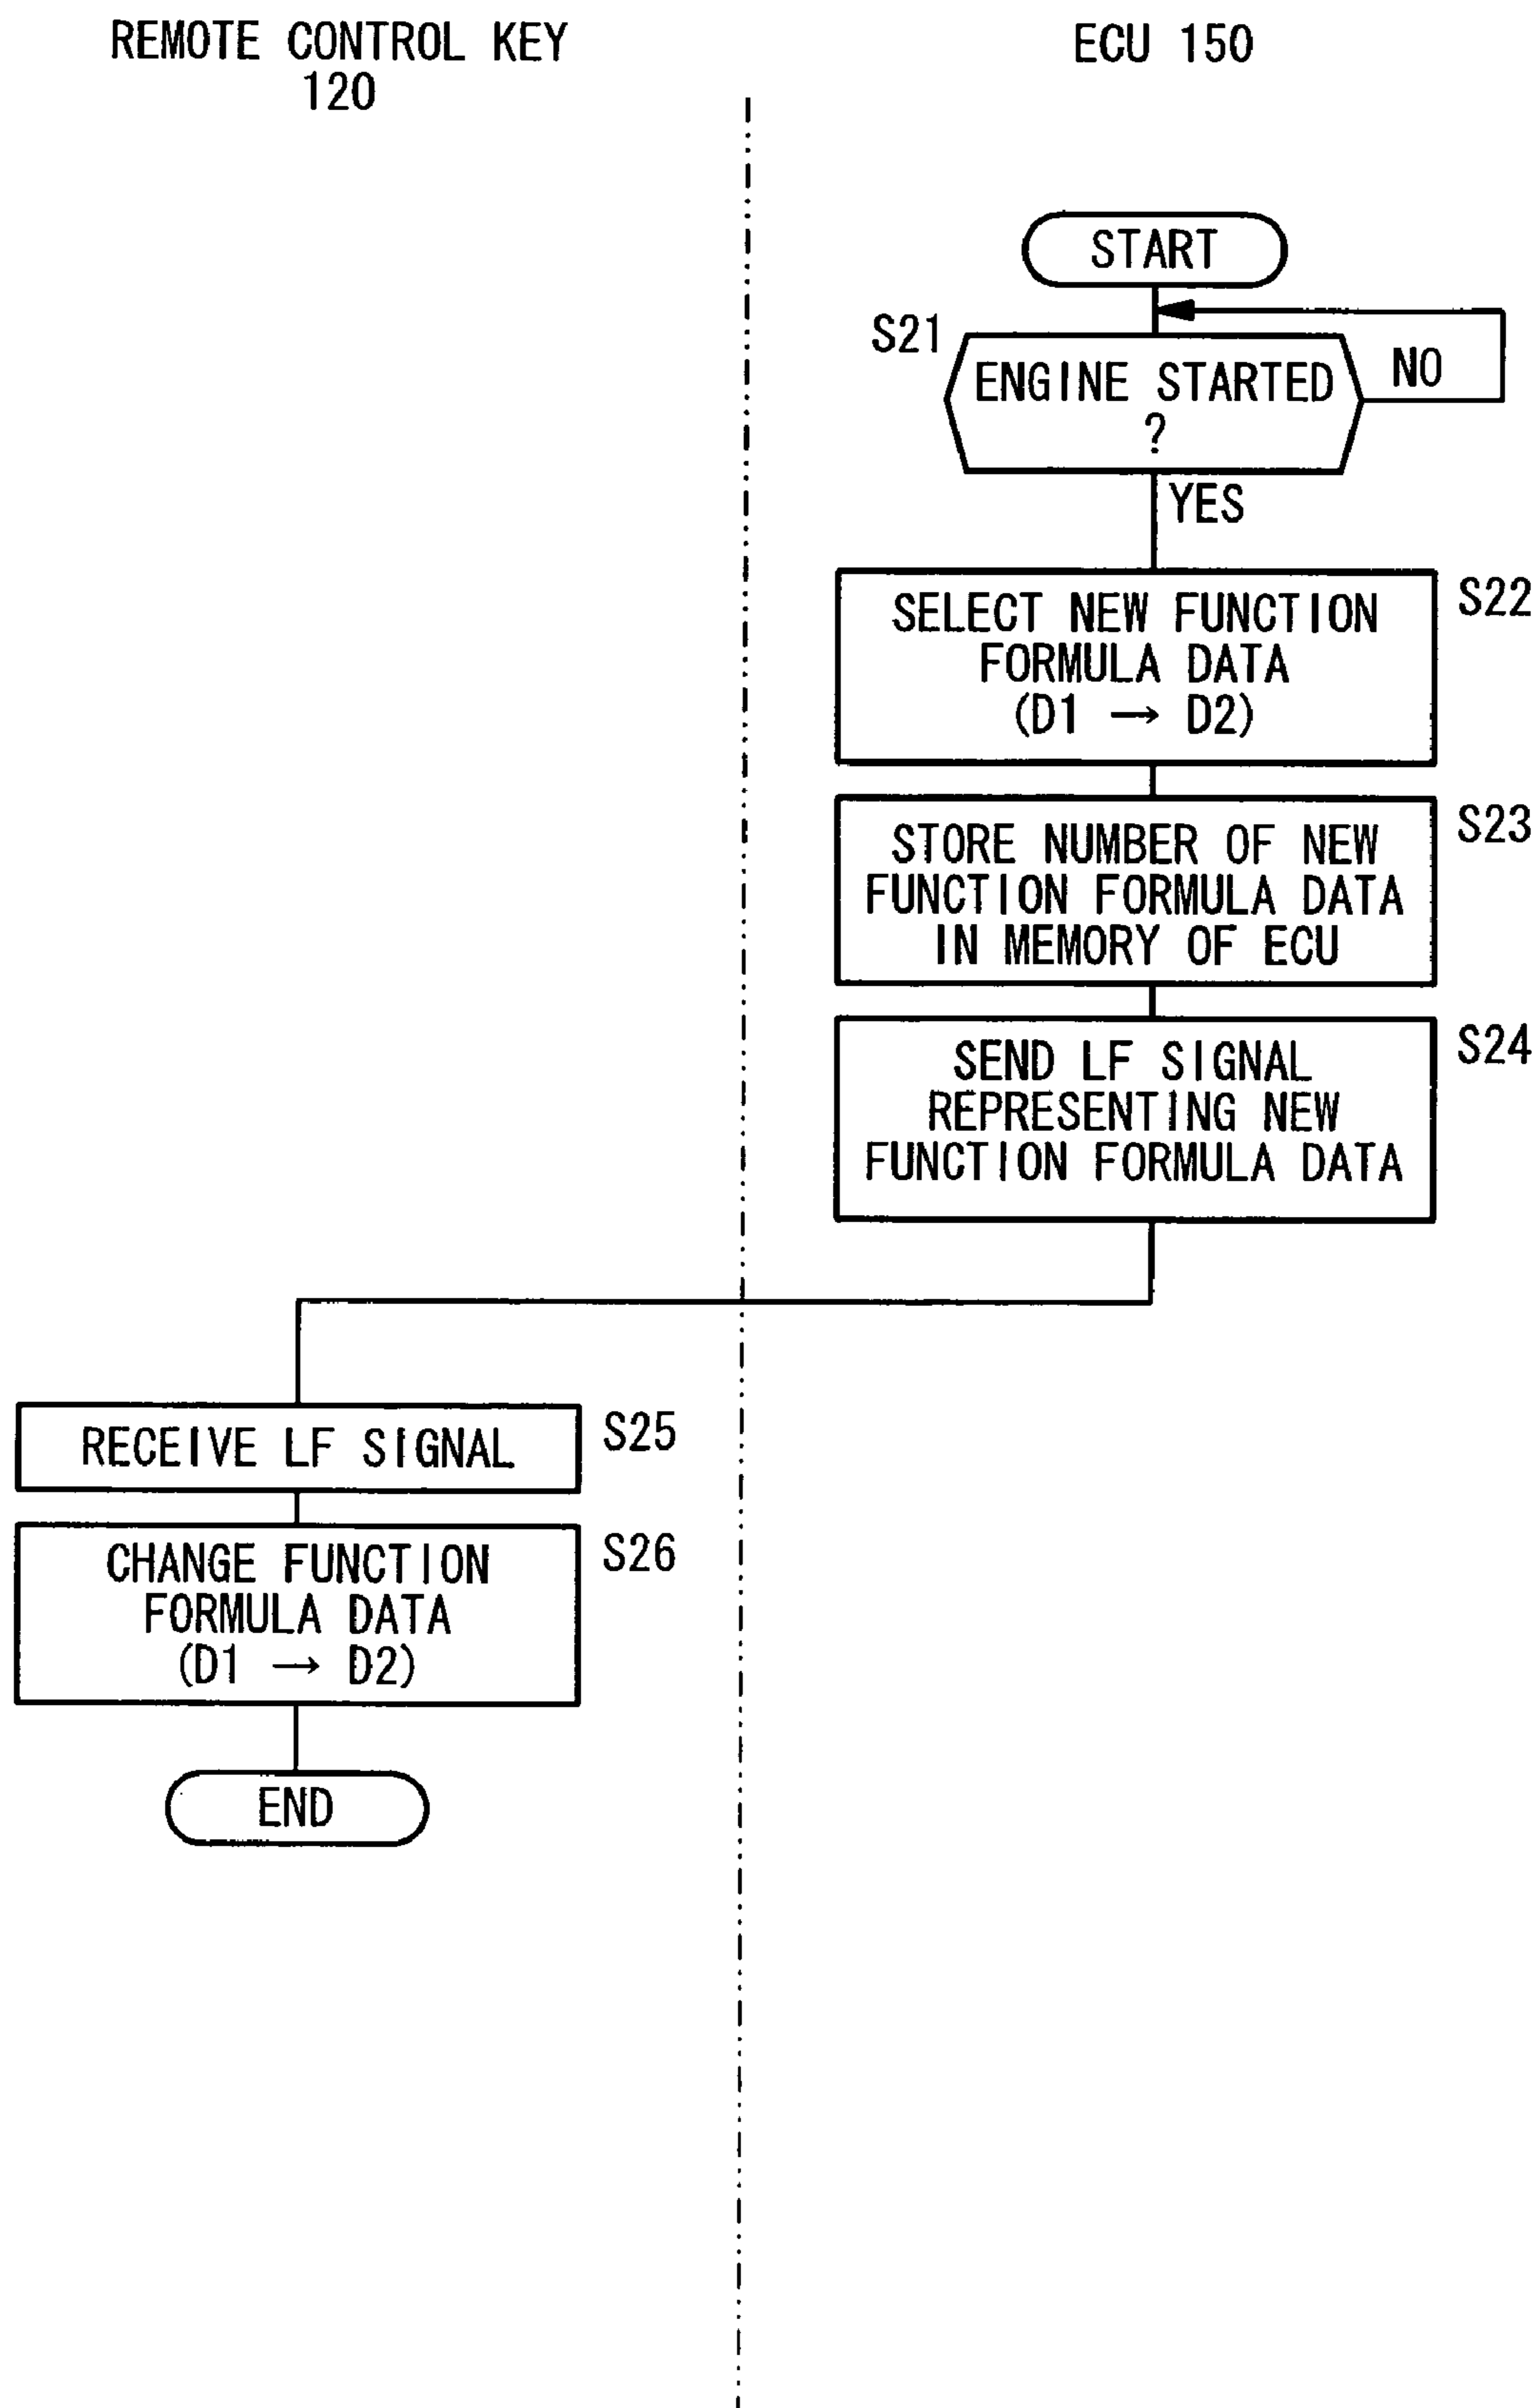 REMOTE CONTROL KEY
120
ECU 150
START
S21
ENGINE STARTED
?
NO
YES
S22
SELECT NEW FUNCTION
FORMULA DATA
(D1 → D2)
S23
STORE NUMBER OF NEW
FUNCTION FORMULA DATA
IN MEMORY OF ECU
S24
SEND LF SIGNAL
REPRESENTING NEW
FUNCTION FORMULA DATA
RECEIVE LF SIGNAL
S25
CHANGE FUNCTION
FORMULA DATA
(D1 → D2)
S26
END